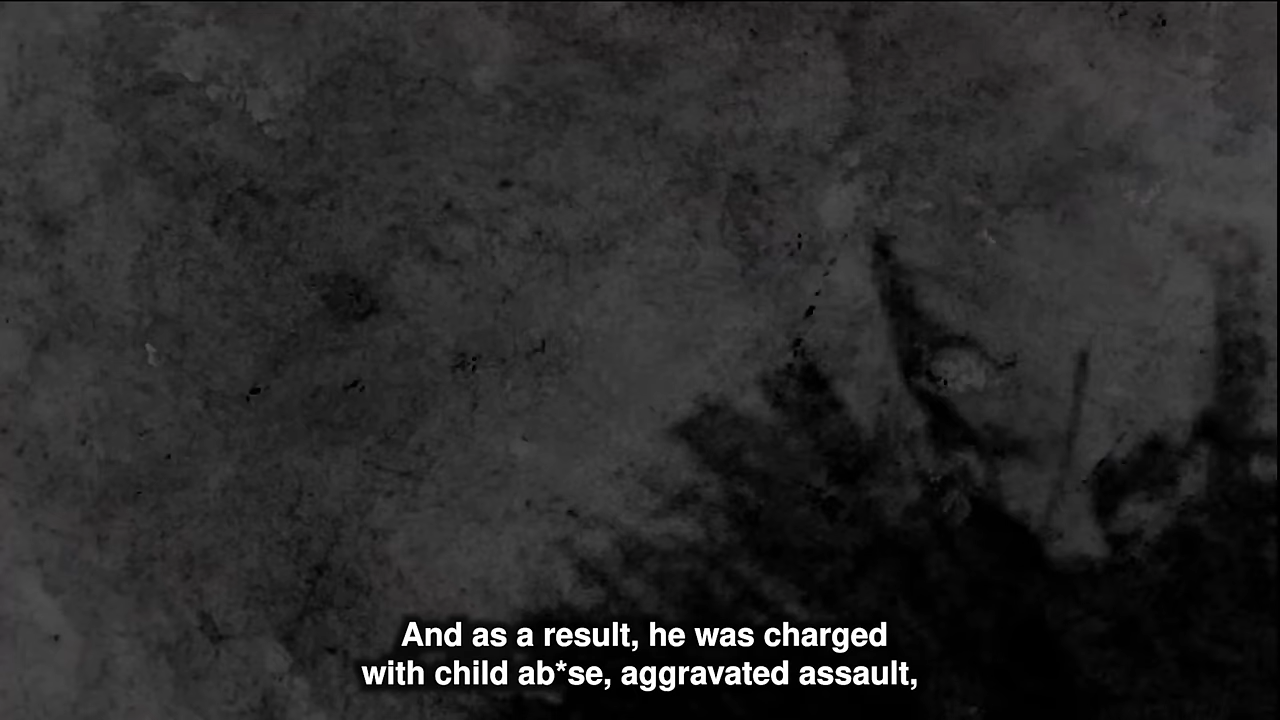 And as a result, he was charged
with child ab*se, aggravated assault,